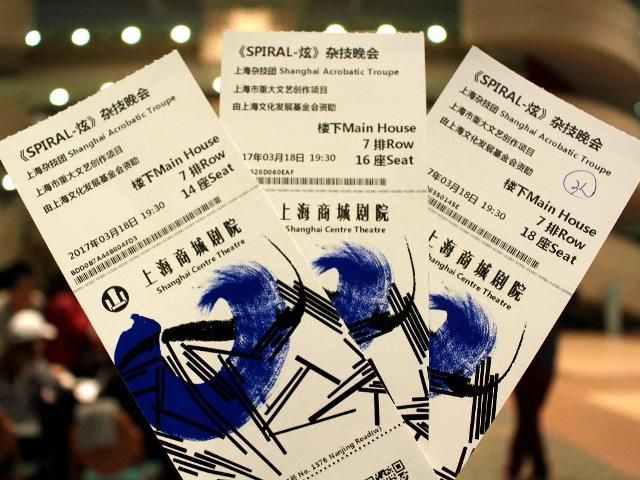 《SPIRAL-炫》杂技晚会
上海杂技团 Shanghai Acrobatic Troupe
上海市重大文艺创作项目
由上海文化发展基金会资助
楼下Main House
7 排Row
14 座Seat
2017年03月18日 19:30
上海商城剧院
Shanghai Centre Theatre
No. 1376 Nanjing Road(w)
《SPIRAL-炫》杂技晚会
上海杂技团 Shanghai Acrobatic Troupe
上海市重大文艺创作项目
由上海文化发展基金会资助
楼下Main House
7 排Row
17年03月18日 19:30 16 座Seat
528D060EAF
上海商城剧院
Shanghai Centre Theatre
《SPIRAL-炫》杂技晚会
上海杂技团 Shanghai Acrobatic Troupe
上海市重大文艺创作项目
由上海文化发展基金会资助
楼下Main House
7 排Row
18 座Seat
年03月18日 19:30
上海商城剧院
Shanghai Centre Theatre